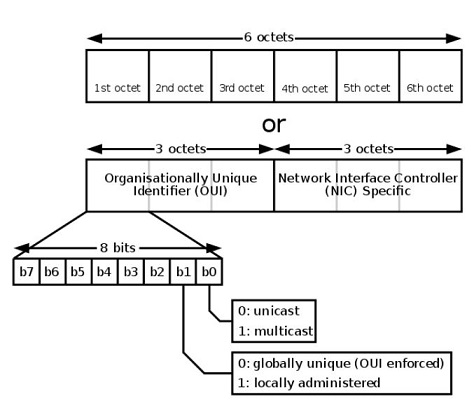 6 octets
1st octet 2nd octet 3rd octet 4th octet 5th octet 6th octet
or
3 octets 3 octets
Organisationally Unique
Identifier (OUI)
Network Interface Controller
(NIC) Specific
8 bits
b7 b6 b5 b4 b3 b2 b1 b0
0: unicast
1: multicast
0: globally unique (OUI enforced)
1: locally administered